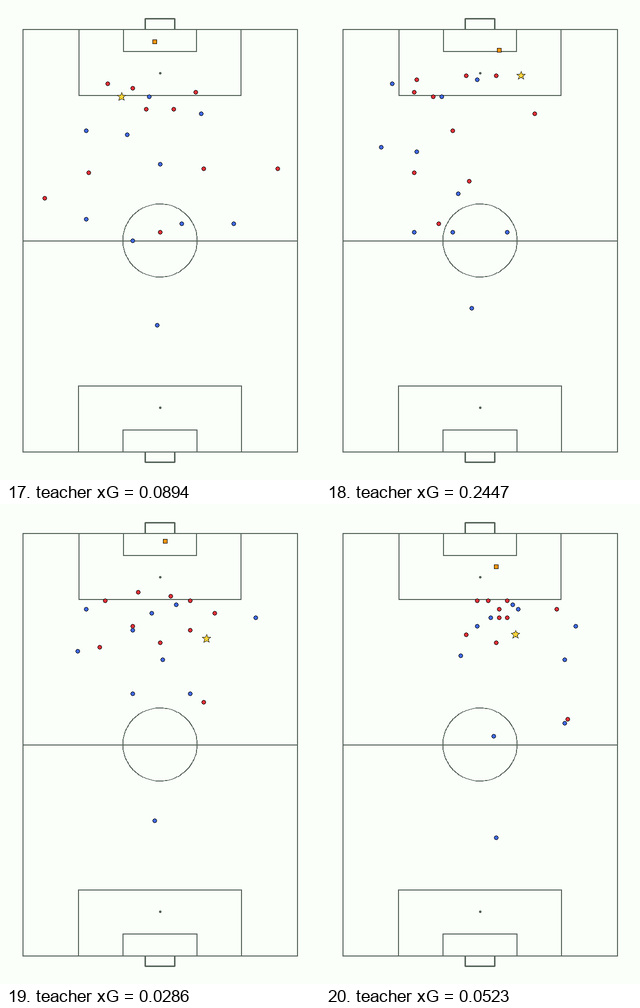 17. teacher xG = 0.0894
18. teacher xG = 0.2447
19. teacher xG = 0.0286
20. teacher xG = 0.0523